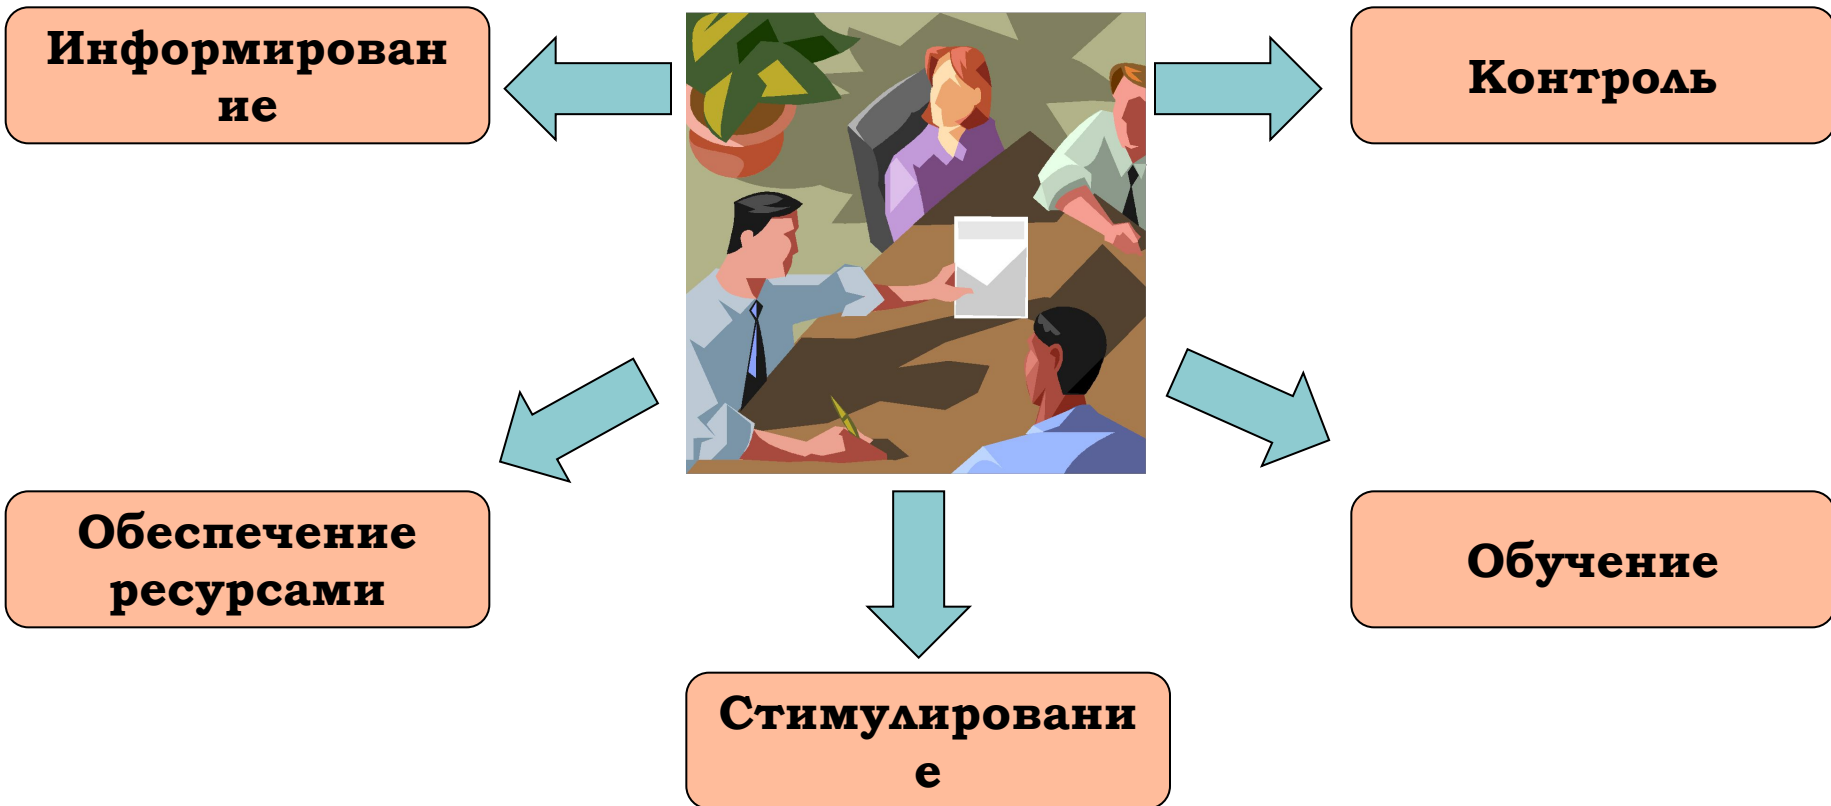 Информирован
ие
Контроль
Обеспечение
ресурсами
Обучение
Стимулировани
е